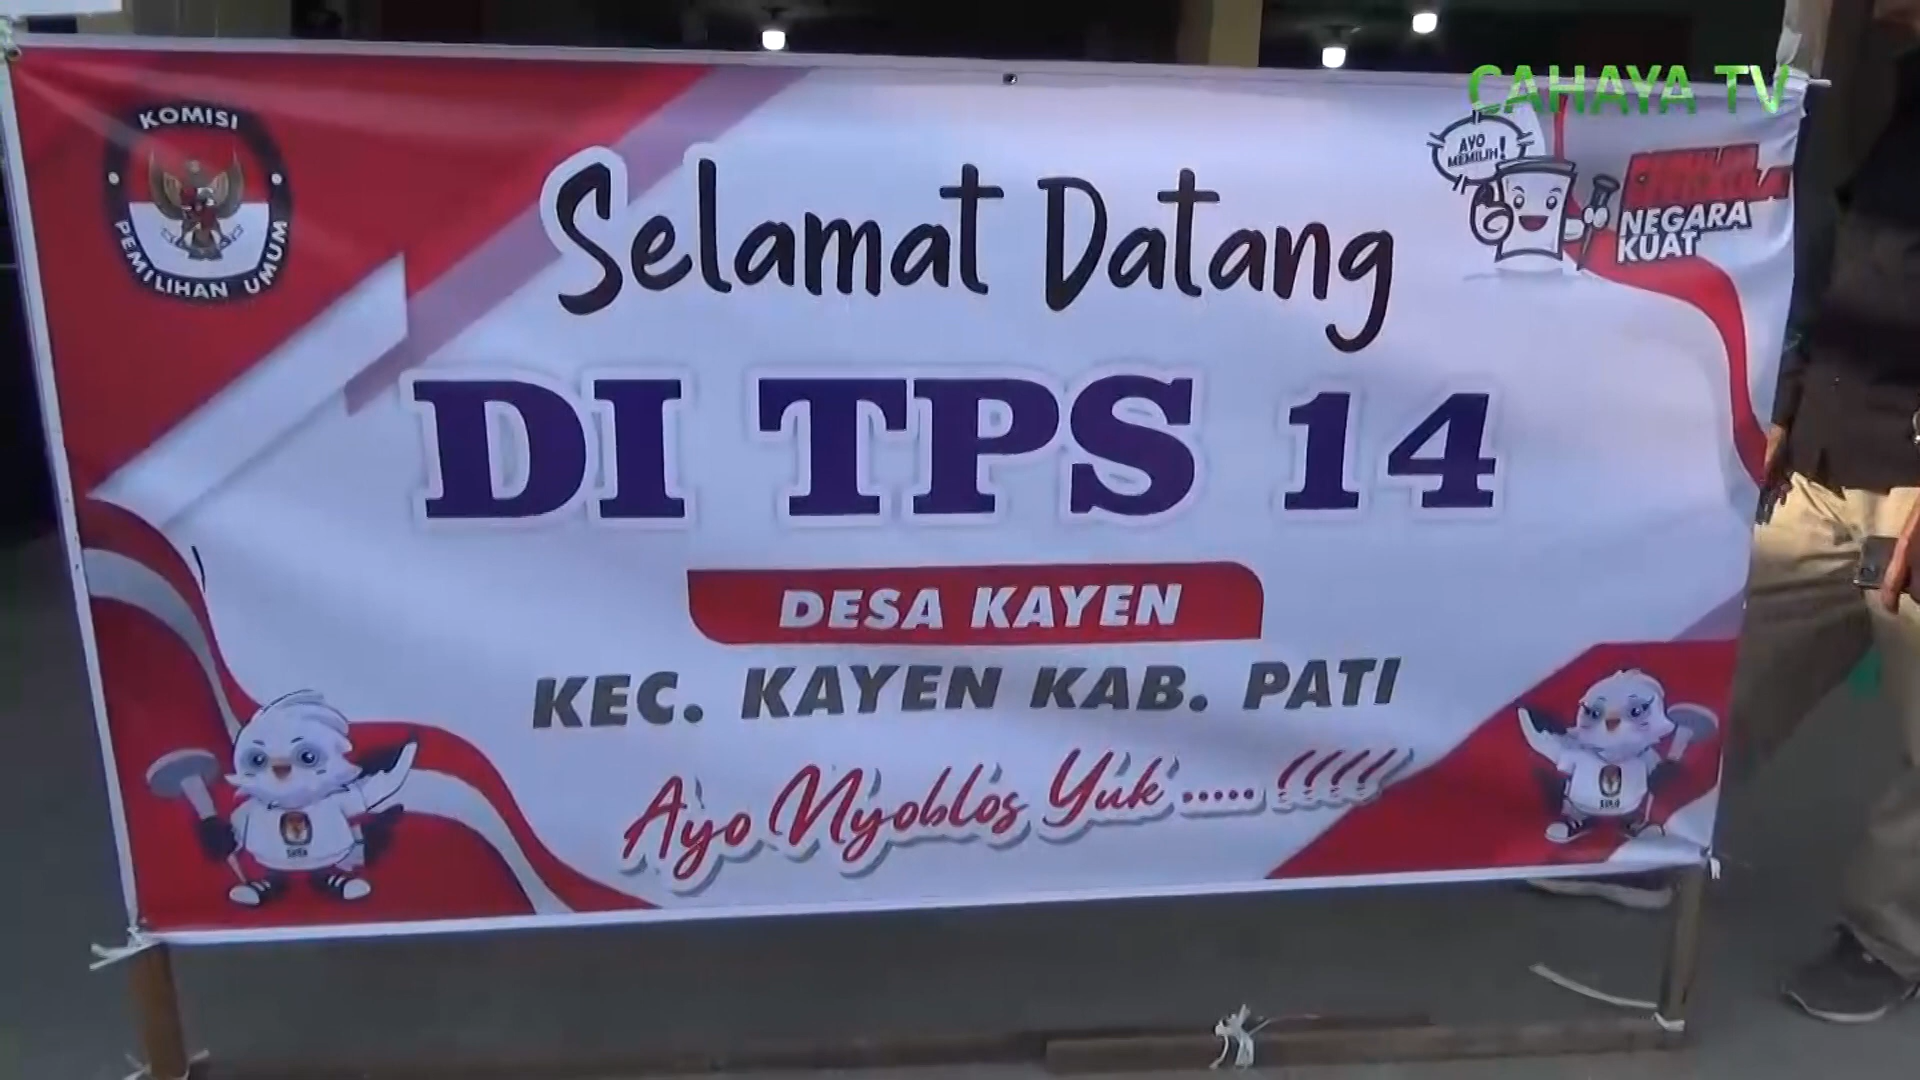 CAHAYA TV
KOMISI
PEMILIHAN UMUM
AYO
MEMILIH!
NEGARA
KUAT
Selamat Datang
DI TPS 14
DESA KAYEN
KEC. KAYEN KAB. PATI
Ayo Nyoblos Yuk ..... !!!!